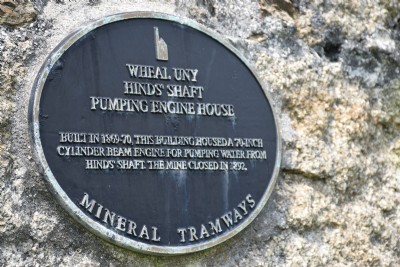 WHEAL UNY
HINDS' SHAFT
PUMPING ENGINE HOUSE
BUILT IN 1869-70, THIS BUILDING HOUSED A 70-INCH
CYLINDER BEAM ENGINE FOR PUMPING WATER FROM
HINDS' SHAFT. THE MINE CLOSED IN 1892.
MINERAL TRAMWAYS